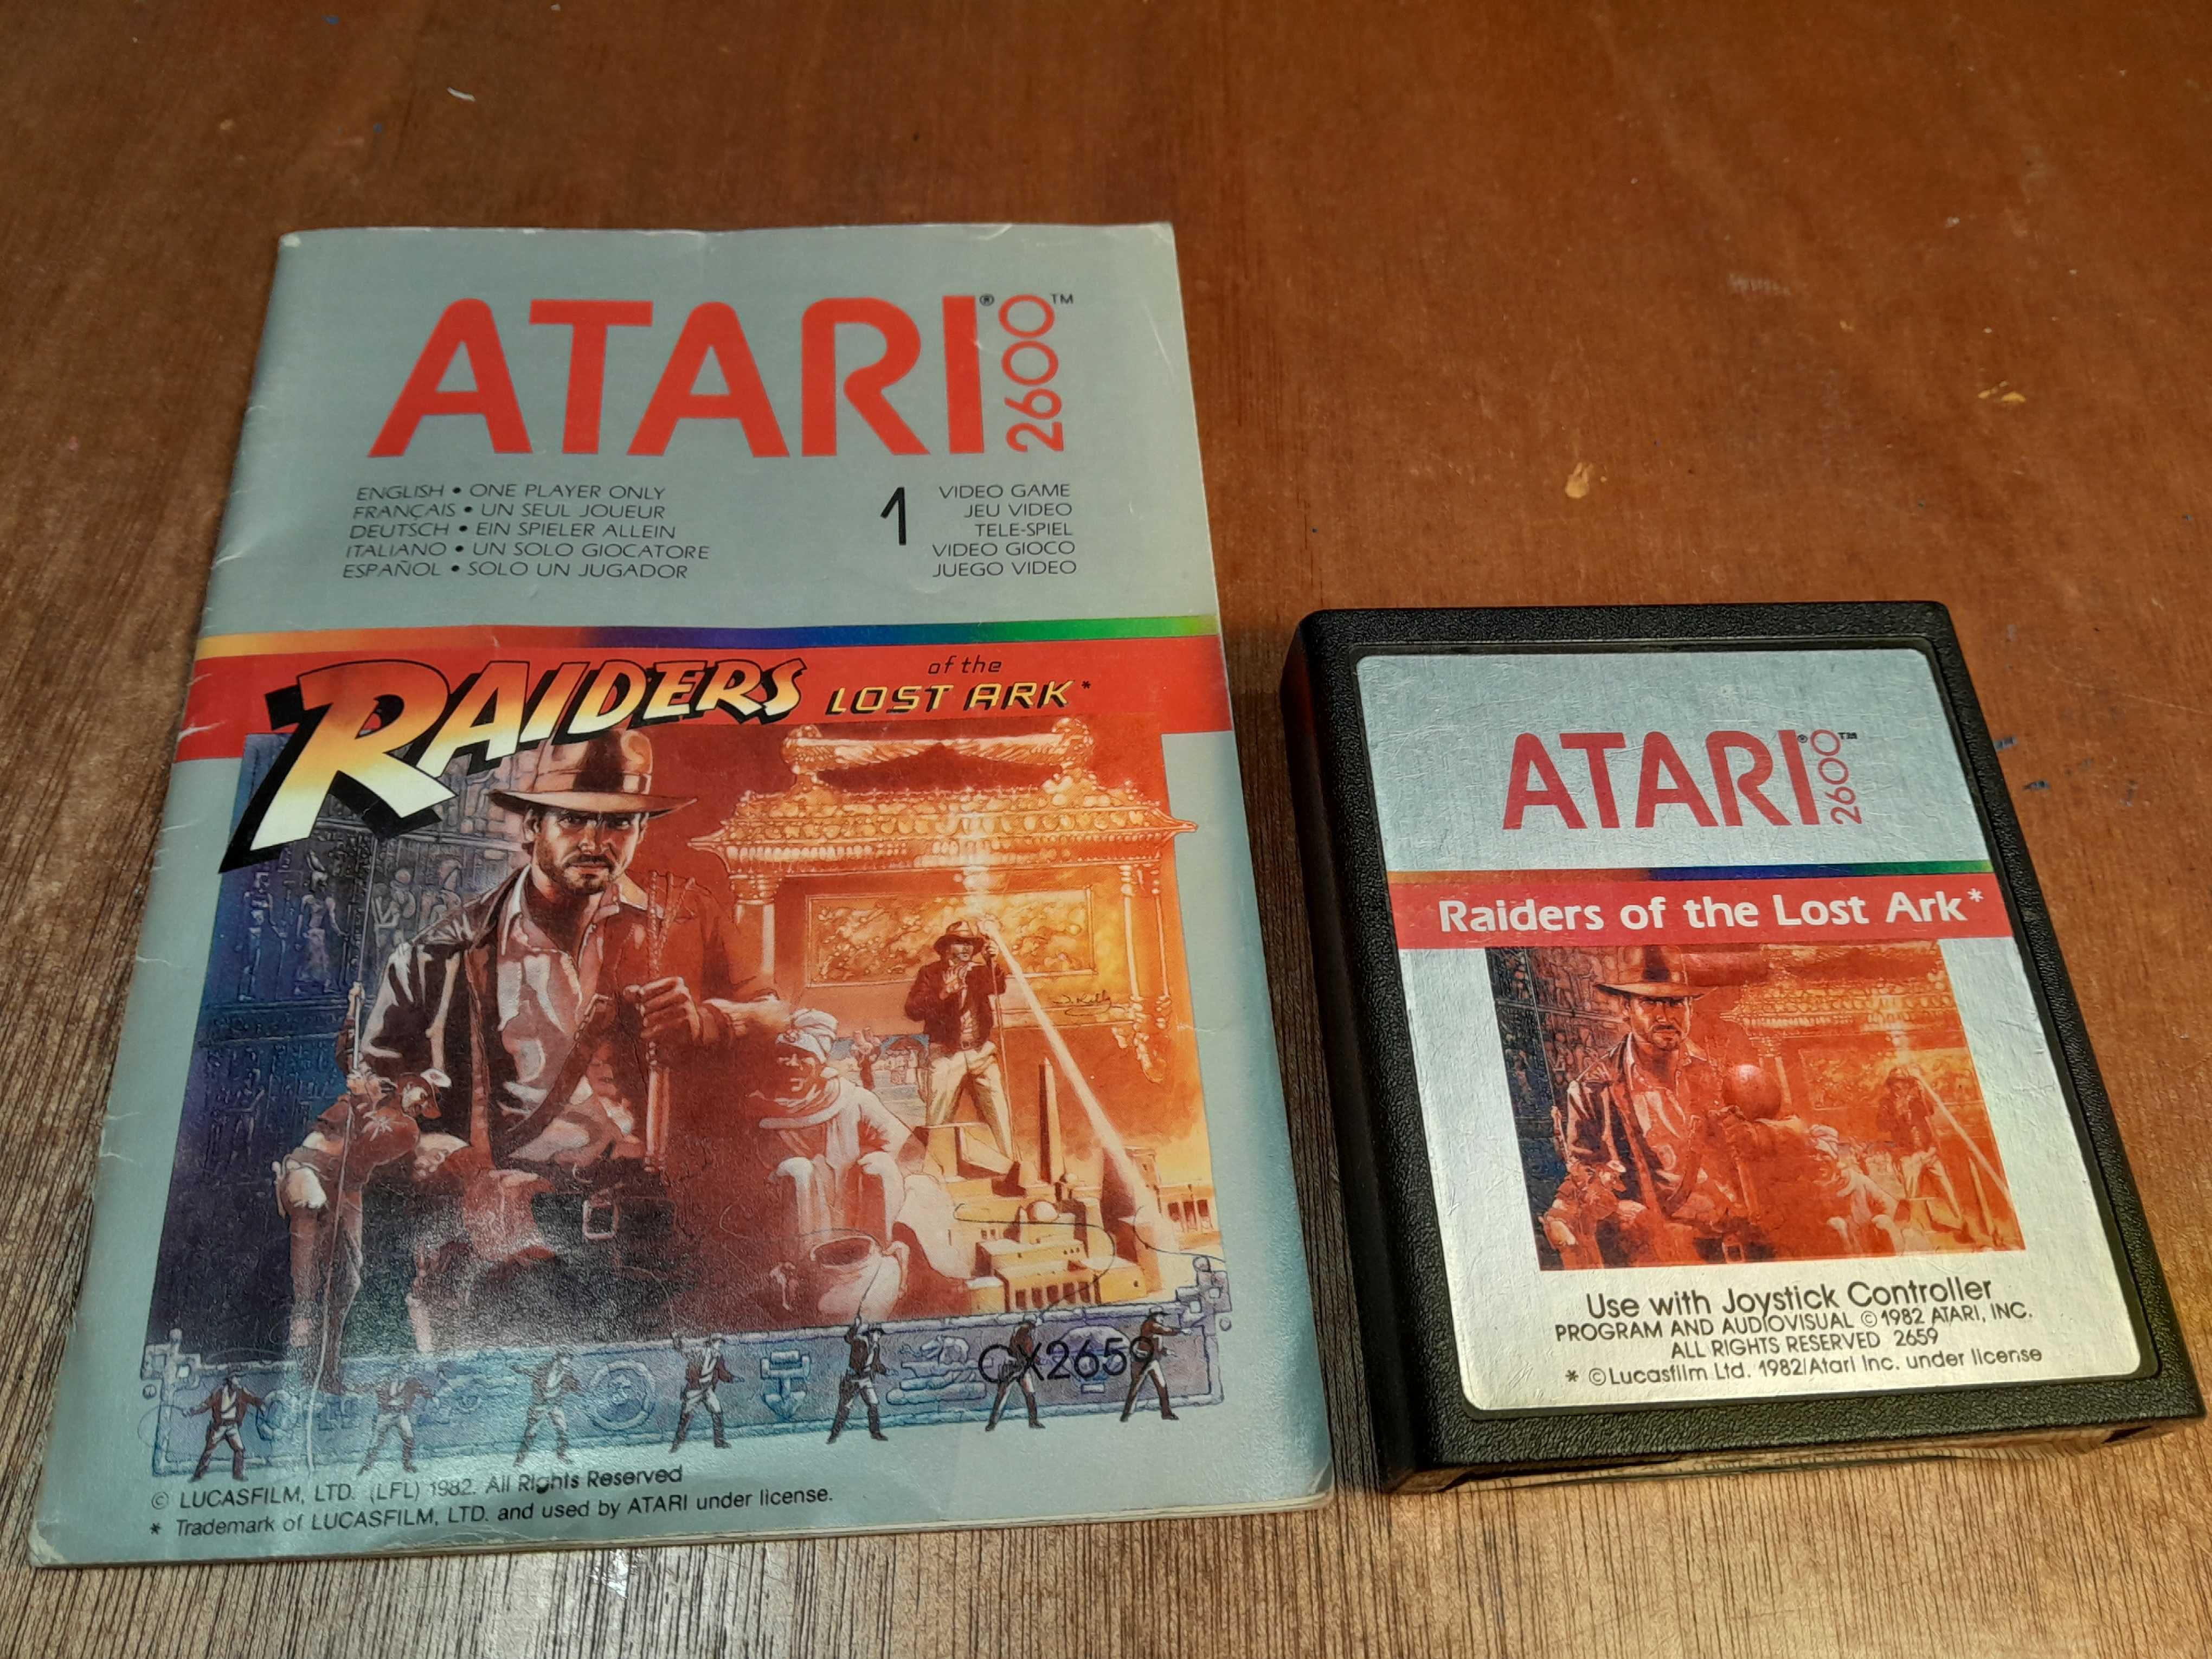 ATARI® 2600™
ENGLISH • ONE PLAYER ONLY
FRANÇAIS • UN SEUL JOUEUR
DEUTSCH • EIN SPIELER ALLEIN
ITALIANO • UN SOLO GIOCATORE
ESPAÑOL • SOLO UN JUGADOR
1
VIDEO GAME
JEU VIDEO
TELE-SPIEL
VIDEO GIOCO
JUEGO VIDEO
RAIDERS of the LOST ARK*
D. Kelly
CX2659
© LUCASFILM, LTD. (LFL) 1982. All Rights Reserved
* Trademark of LUCASFILM, LTD. and used by ATARI under license.
ATARI® 2600™
Raiders of the Lost Ark*
Use with Joystick Controller
PROGRAM AND AUDIOVISUAL © 1982 ATARI, INC.
ALL RIGHTS RESERVED 2659
* ©Lucasfilm Ltd. 1982/Atari Inc. under license